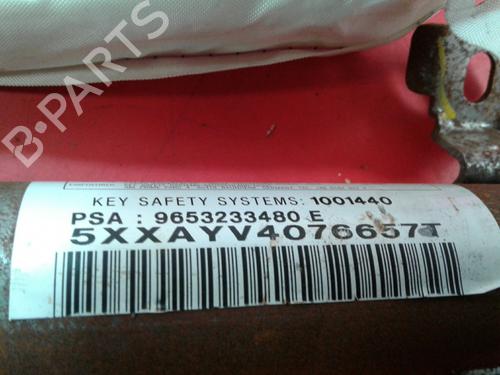 B-PARTS
KEY SAFETY SYSTEMS: 1001440
PSA : 9653233480 E
5XXAYV4076657T